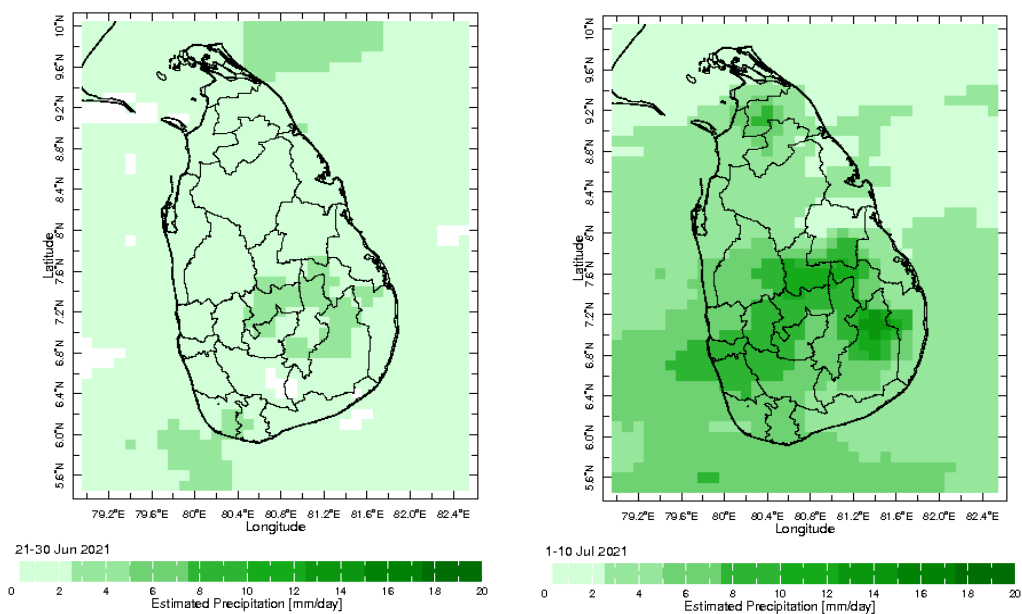 10°N
9.6°N
9.2°N
8.8°N
8.4°N
8°N
7.6°N
7.2°N
6.8°N
6.4°N
6.0°N
5.6°N
Latitude
79.2°E 79.6°E 80°E 80.4°E 80.8°E 81.2°E 81.6°E 82.0°E 82.4°E
Longitude
21-30 Jun 2021
0 2 4 6 8 10 12 14 16 18 20
Estimated Precipitation [mm/day]
10°N
9.6°N
9.2°N
8.8°N
8.4°N
8°N
7.6°N
7.2°N
6.8°N
6.4°N
6.0°N
5.6°N
Latitude
79.2°E 79.6°E 80°E 80.4°E 80.8°E 81.2°E 81.6°E 82.0°E 82.4°E
Longitude
1-10 Jul 2021
0 2 4 6 8 10 12 14 16 18 20
Estimated Precipitation [mm/day]